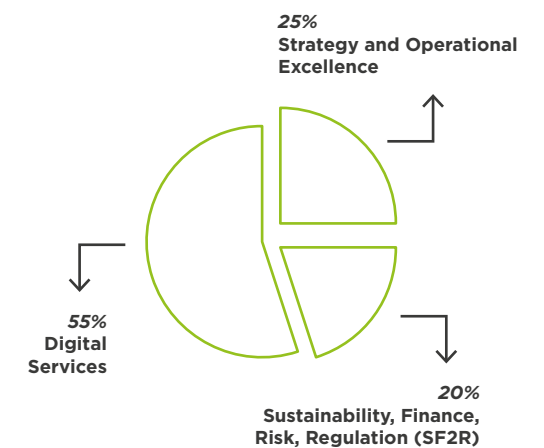 25%
Strategy and Operational
Excellence
55%
Digital
Services
20%
Sustainability, Finance,
Risk, Regulation (SF2R)